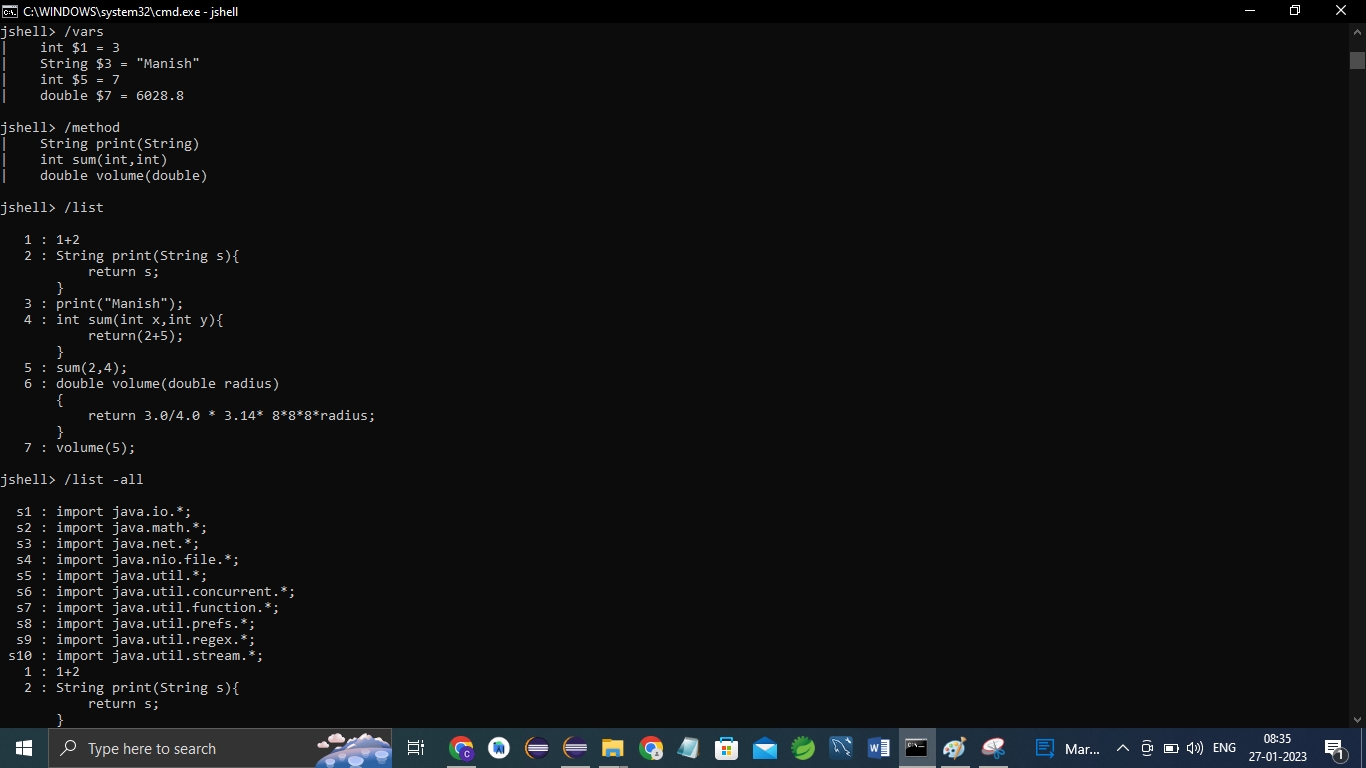 C:\WINDOWS\system32\cmd.exe - jshell
jshell> /vars
|    int $1 = 3
|    String $3 = "Manish"
|    int $5 = 7
|    double $7 = 6028.8
jshell> /method
|    String print(String)
|    int sum(int,int)
|    double volume(double)
jshell> /list
   1 : 1+2
   2 : String print(String s){
           return s;
       }
   3 : print("Manish");
   4 : int sum(int x,int y){
           return(2+5);
       }
   5 : sum(2,4);
   6 : double volume(double radius)
       {
           return 3.0/4.0 * 3.14* 8*8*8*radius;
       }
   7 : volume(5);
jshell> /list -all
  s1 : import java.io.*;
  s2 : import java.math.*;
  s3 : import java.net.*;
  s4 : import java.nio.file.*;
  s5 : import java.util.*;
  s6 : import java.util.concurrent.*;
  s7 : import java.util.function.*;
  s8 : import java.util.prefs.*;
  s9 : import java.util.regex.*;
 s10 : import java.util.stream.*;
   1 : 1+2
   2 : String print(String s){
           return s;
       }
Type here to search
Mar...
ENG
08:35
27-01-2023
1